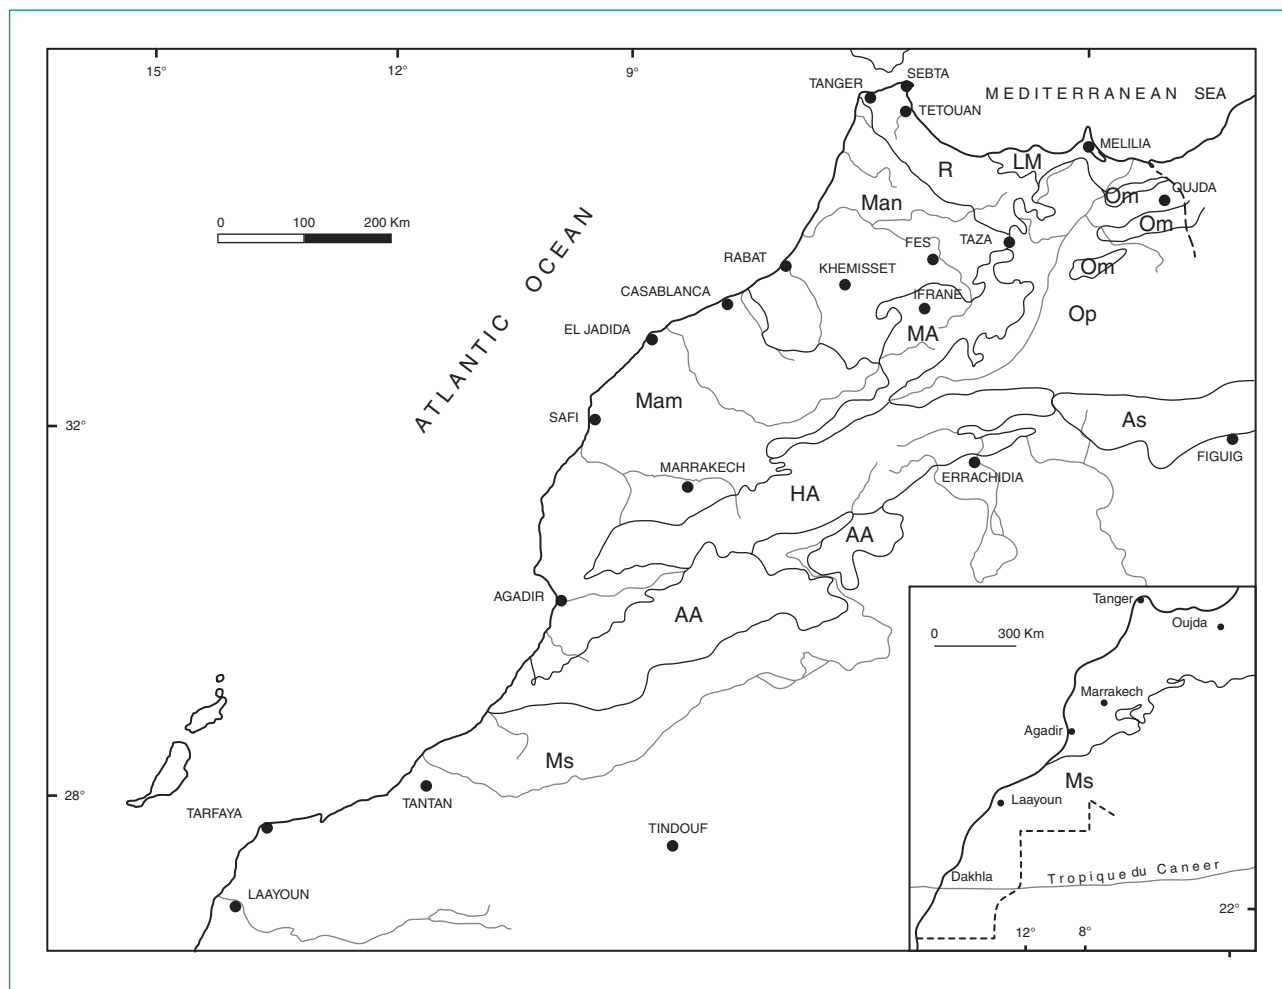 15°
12°
9°
TANGER
SEBTA
TETOUAN
MEDITERRANEAN SEA
MELILIA
R
LM
Om
OUJDA
Man
Om
0 100 200 Km
ATLANTIC OCEAN
FES
TAZA
RABAT
KHEMISSET
Om
CASABLANCA
IFRANE
Op
EL JADIDA
MA
Mam
SAFI
As
32°
FIGUIG
MARRAKECH
ERRACHIDIA
HA
AA
AGADIR
AA
Ms
28°
TANTAN
TARFAYA
TINDOUF
LAAYOUN
Tanger
0 300 Km
Oujda
Marrakech
Agadir
Ms
Laayoun
Dakhla
Tropique du Caneer
22°
12°
8°